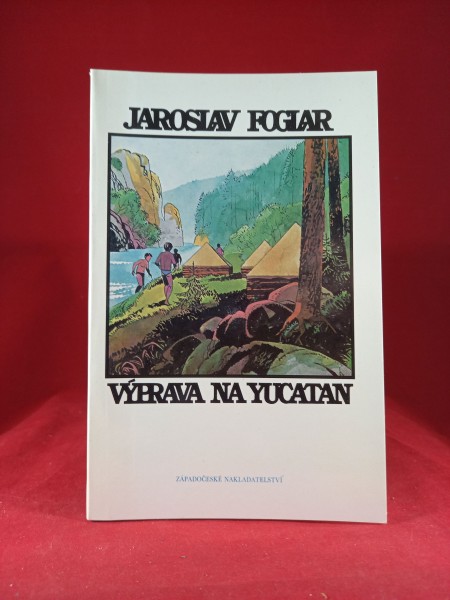 JAROSLAV FOGLAR
VÝPRAVA NA YUCATAN
ZÁPADOČESKÉ NAKLADATELSTVÍ